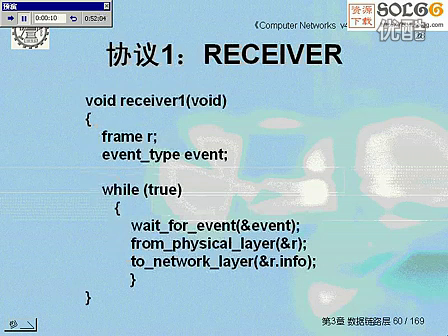 预演
0:00:10
0:52:04
《Computer Networks v4
资源
下载
SOL66
优酷
协议1：RECEIVER
void receiver1(void)
{
frame r;
event_type event;
while (true)
{
wait_for_event(&event);
from_physical_layer(&r);
to_network_layer(&r.info);
}
}
第3章 数据链路层 60 / 169